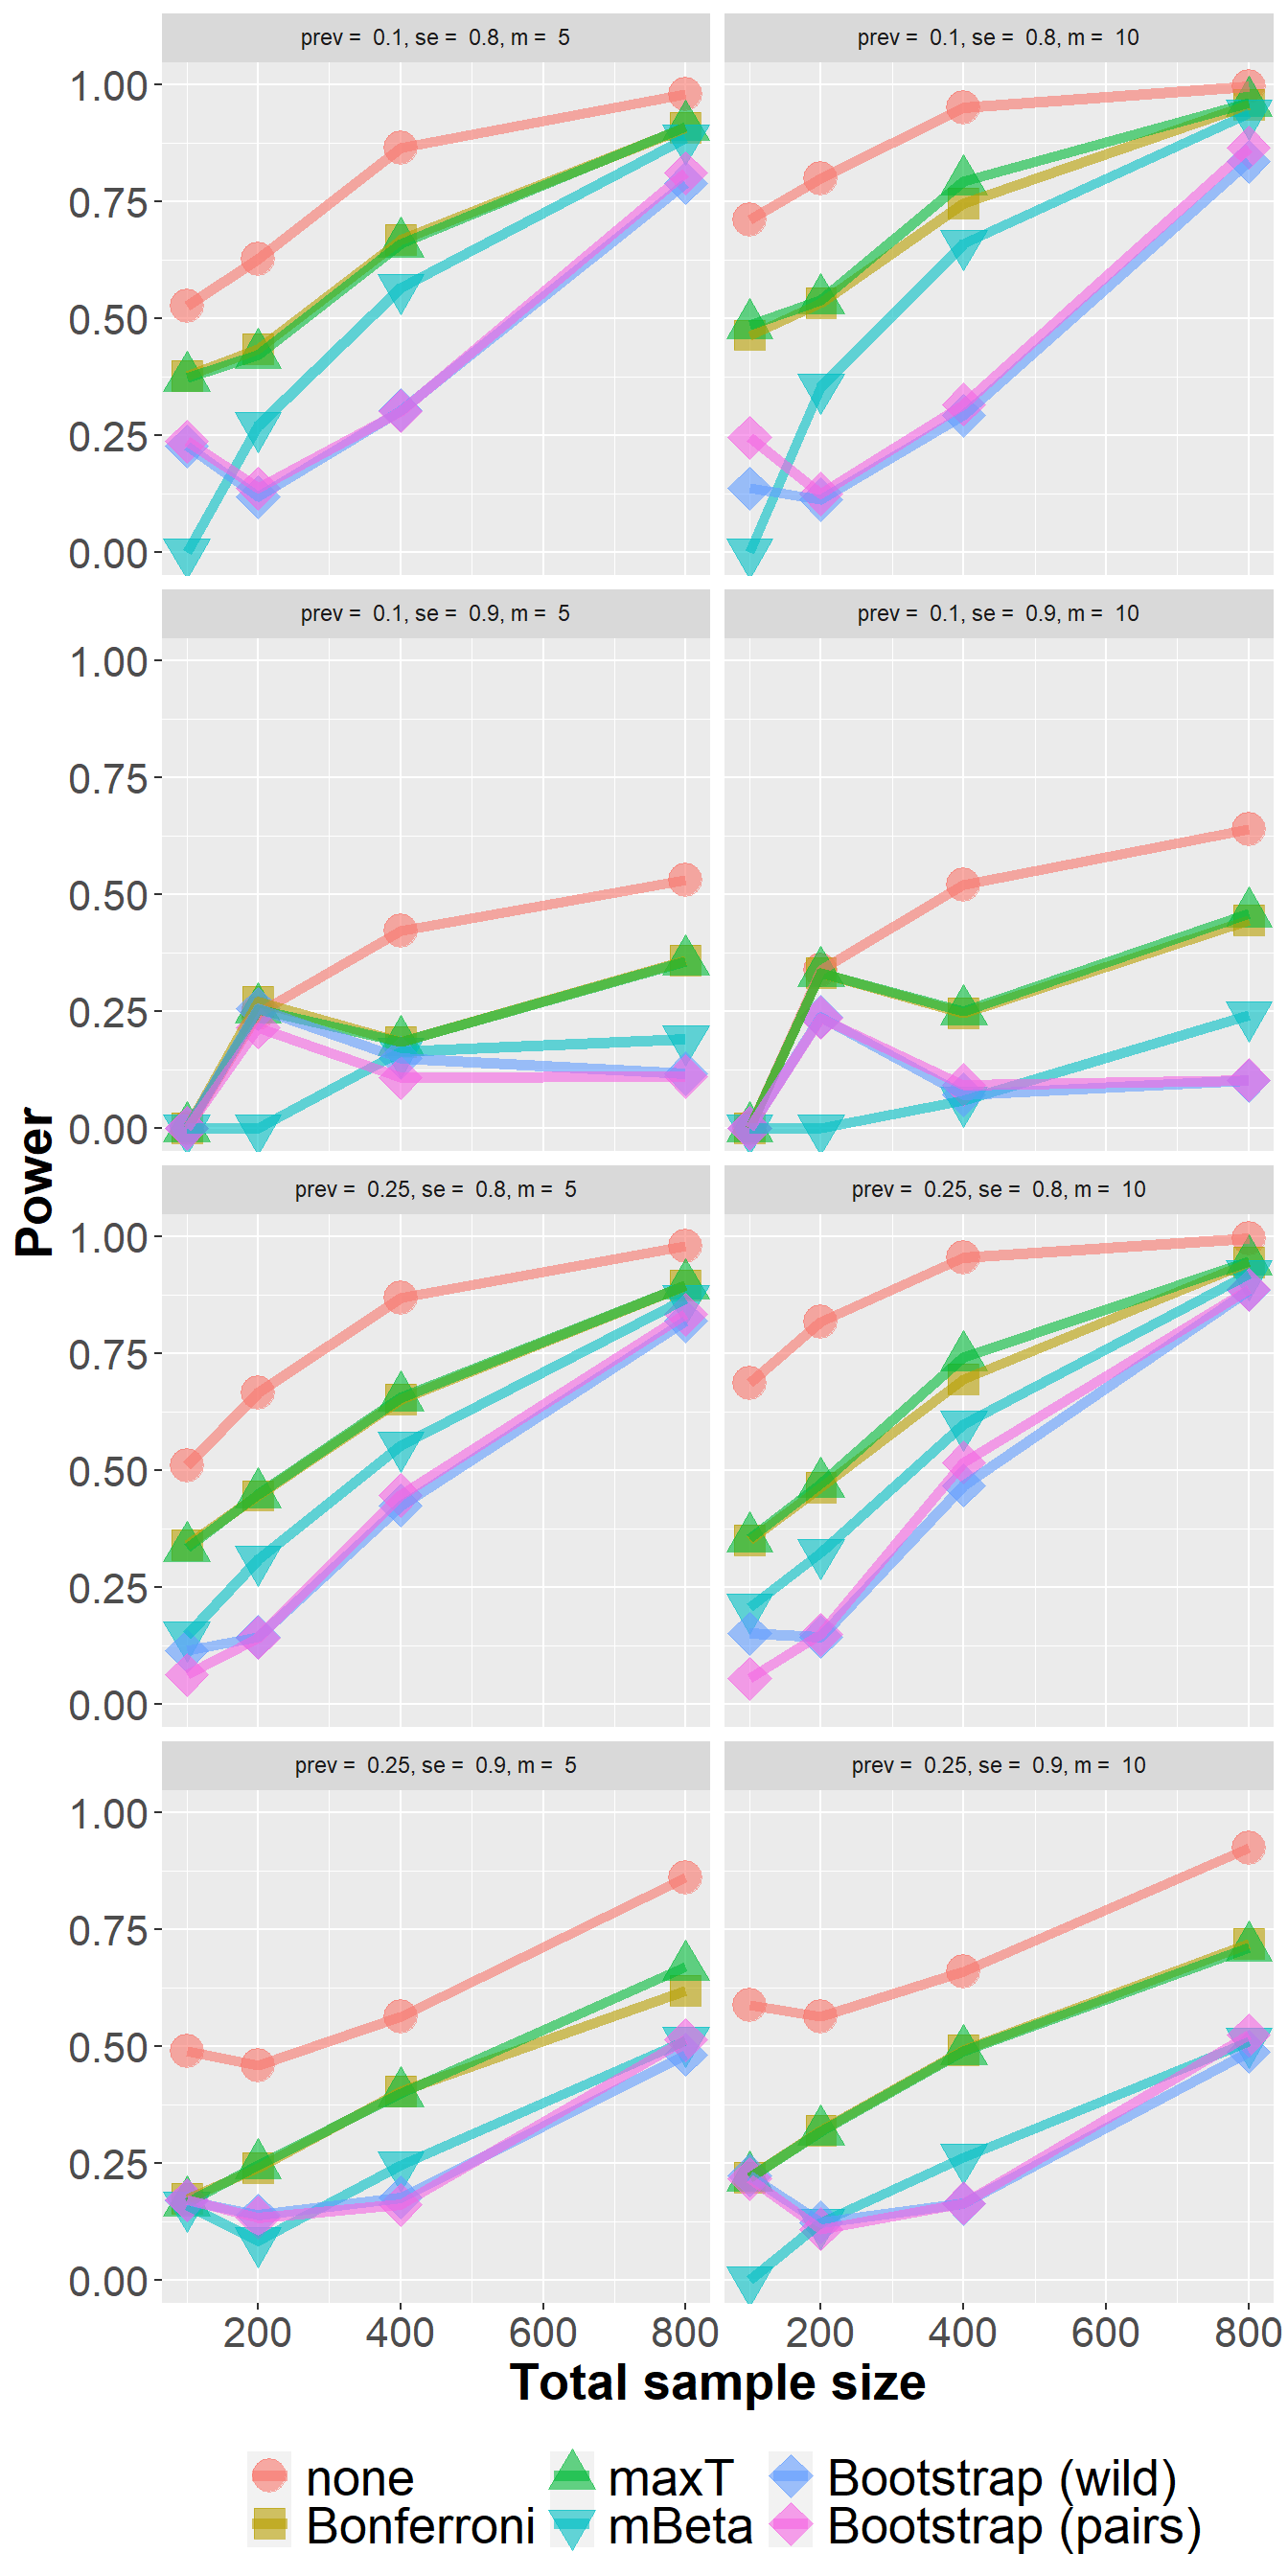 prev =  0.1, se =  0.8, m =  5
prev =  0.1, se =  0.8, m =  10
1.00
0.75
0.50
0.25
0.00
prev =  0.1, se =  0.9, m =  5
prev =  0.1, se =  0.9, m =  10
1.00
0.75
0.50
0.25
0.00
Power
prev =  0.25, se =  0.8, m =  5
prev =  0.25, se =  0.8, m =  10
1.00
0.75
0.50
0.25
0.00
prev =  0.25, se =  0.9, m =  5
prev =  0.25, se =  0.9, m =  10
1.00
0.75
0.50
0.25
0.00
200 400 600 800 200 400 600 800
Total sample size
none maxT Bootstrap (wild)
Bonferroni mBeta Bootstrap (pairs)